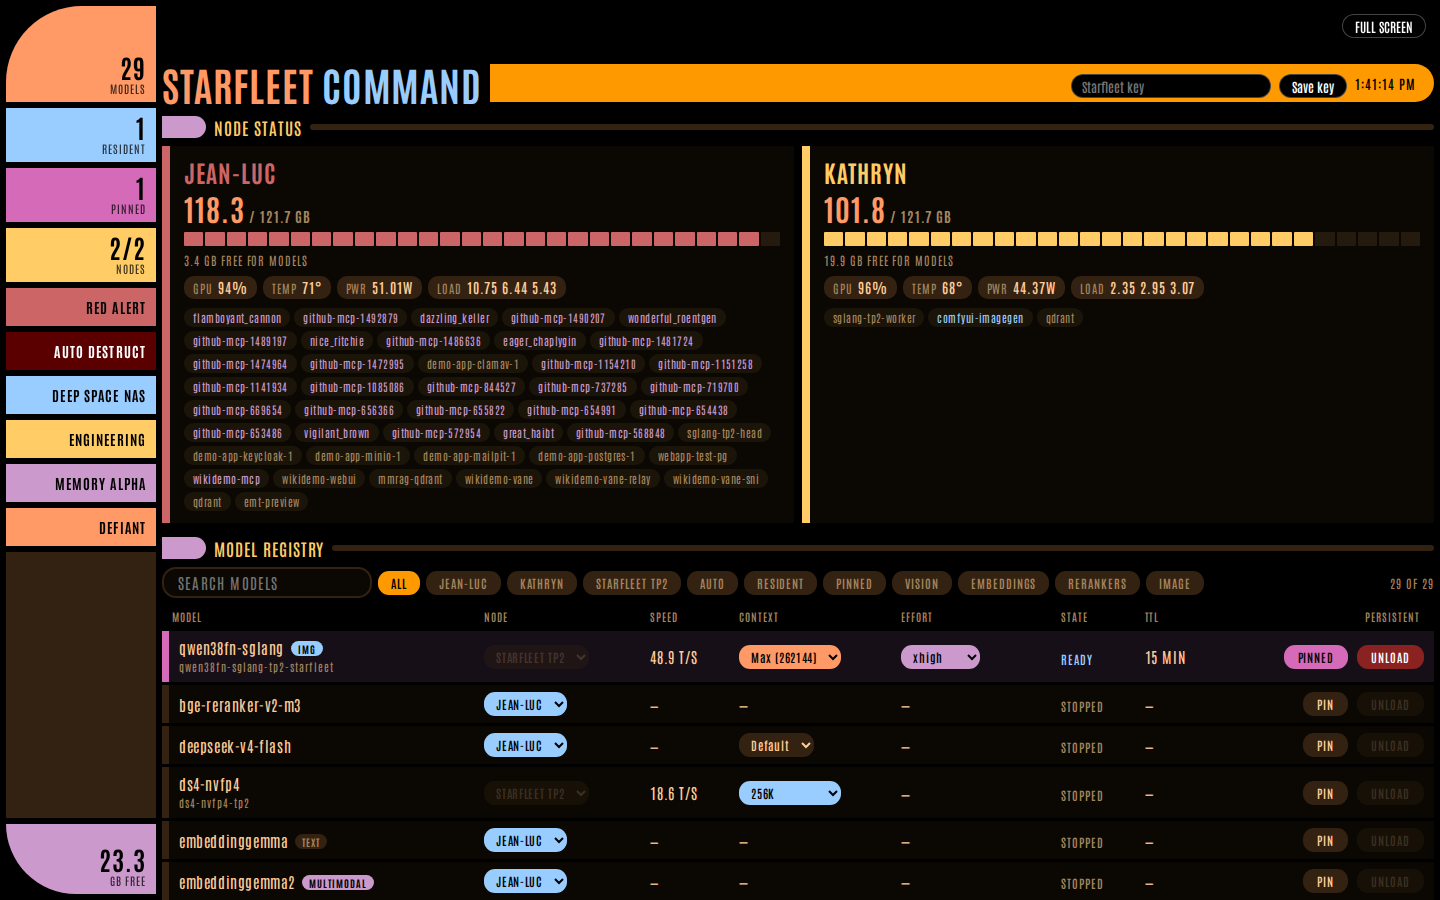 FULL SCREEN
29
MODELS
STARFLEET COMMAND
Starfleet key
Save key
1:41:14 PM
1
RESIDENT
1
PINNED
2/2
NODES
RED ALERT
AUTO DESTRUCT
DEEP SPACE NAS
ENGINEERING
MEMORY ALPHA
DEFIANT
23.3
GB FREE
NODE STATUS
JEAN-LUC
118.3 / 121.7 GB
3.4 GB FREE FOR MODELS
GPU 94% TEMP 71° PWR 51.01W LOAD 10.75 6.44 5.43
flamboyant_cannon github-mcp-1492879 dazzling_keller github-mcp-1490207 wonderful_roentgen
github-mcp-1489197 nice_ritchie github-mcp-1486636 eager_chaplygin github-mcp-1481724
github-mcp-1474964 github-mcp-1472995 demo-app-clamav-1 github-mcp-1154210 github-mcp-1151258
github-mcp-1141934 github-mcp-1085086 github-mcp-844527 github-mcp-737285 github-mcp-719700
github-mcp-669654 github-mcp-656366 github-mcp-655822 github-mcp-654991 github-mcp-654438
github-mcp-653486 vigilant_brown github-mcp-572954 great_haibt github-mcp-568848 sglang-tp2-head
demo-app-keycloak-1 demo-app-minio-1 demo-app-mailpit-1 demo-app-postgres-1 webapp-test-pg
wikidemo-mcp wikidemo-webui mmrag-qdrant wikidemo-vane wikidemo-vane-relay wikidemo-vane-sni
qdrant emt-preview
KATHRYN
101.8 / 121.7 GB
19.9 GB FREE FOR MODELS
GPU 96% TEMP 68° PWR 44.37W LOAD 2.35 2.95 3.07
sglang-tp2-worker comfyui-imagegen qdrant
MODEL REGISTRY
SEARCH MODELS ALL JEAN-LUC KATHRYN STARFLEET TP2 AUTO RESIDENT PINNED VISION EMBEDDINGS RERANKERS IMAGE 29 OF 29
MODEL NODE SPEED CONTEXT EFFORT STATE TTL PERSISTENT
qwen38fn-sglang IMG STARFLEET TP2 48.9 T/S Max (262144) xhigh READY 15 MIN PINNED UNLOAD
qwen38fn-sglang-tp2-starfleet
bge-reranker-v2-m3 JEAN-LUC – – – STOPPED – PIN UNLOAD
deepseek-v4-flash JEAN-LUC – Default – STOPPED – PIN UNLOAD
ds4-nvfp4 STARFLEET TP2 18.6 T/S 256K – STOPPED – PIN UNLOAD
ds4-nvfp4-tp2
embeddinggemma TEXT JEAN-LUC – – – STOPPED – PIN UNLOAD
embeddinggemma2 MULTIMODAL JEAN-LUC – – – STOPPED – PIN UNLOAD